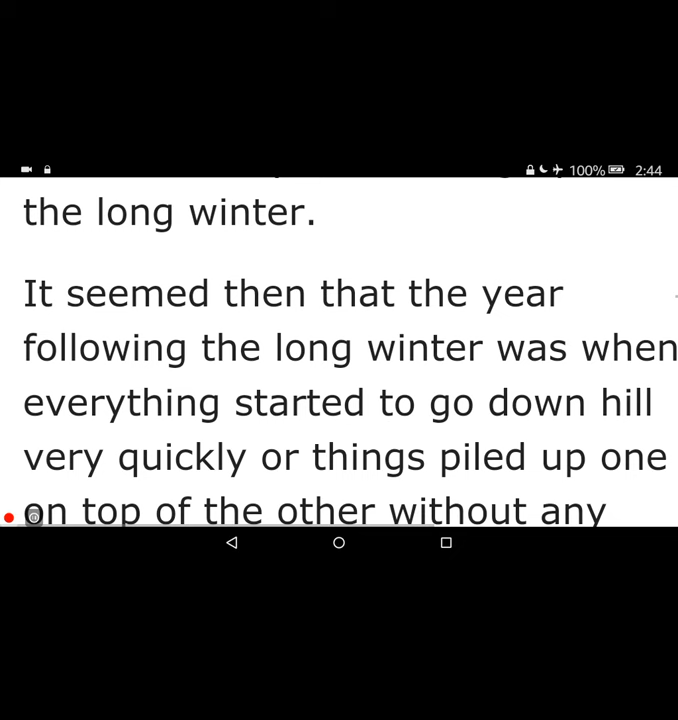 100% 2:44
the long winter.
It seemed then that the year
following the long winter was when
everything started to go down hill
very quickly or things piled up one
on top of the other without any